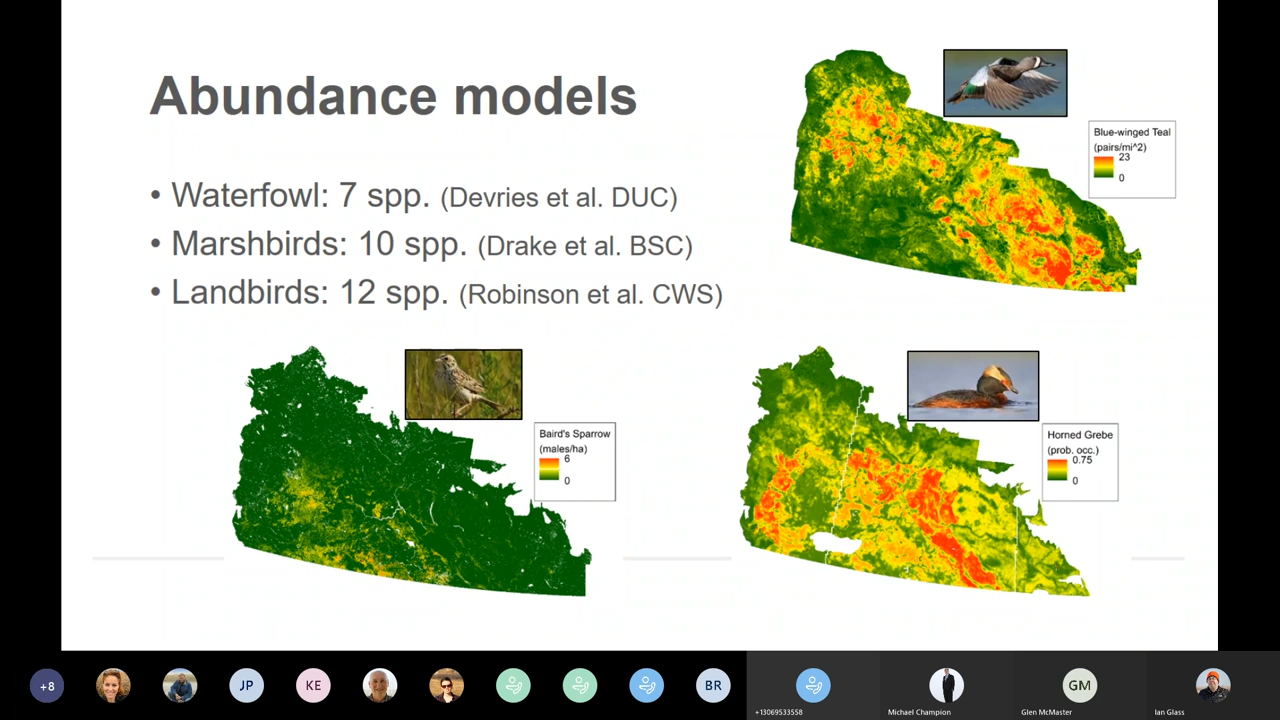 Abundance models
• Waterfowl: 7 spp. (Devries et al. DUC)
• Marshbirds: 10 spp. (Drake et al. BSC)
• Landbirds: 12 spp. (Robinson et al. CWS)
Blue-winged Teal
(pairs/mi^2)
23
0
Baird's Sparrow
(males/ha)
6
0
Horned Grebe
(prob. occ.)
0.75
0
+8
JP
KE
BR
GM
+13069533558
Michael Champion
Glen McMaster
Ian Glass